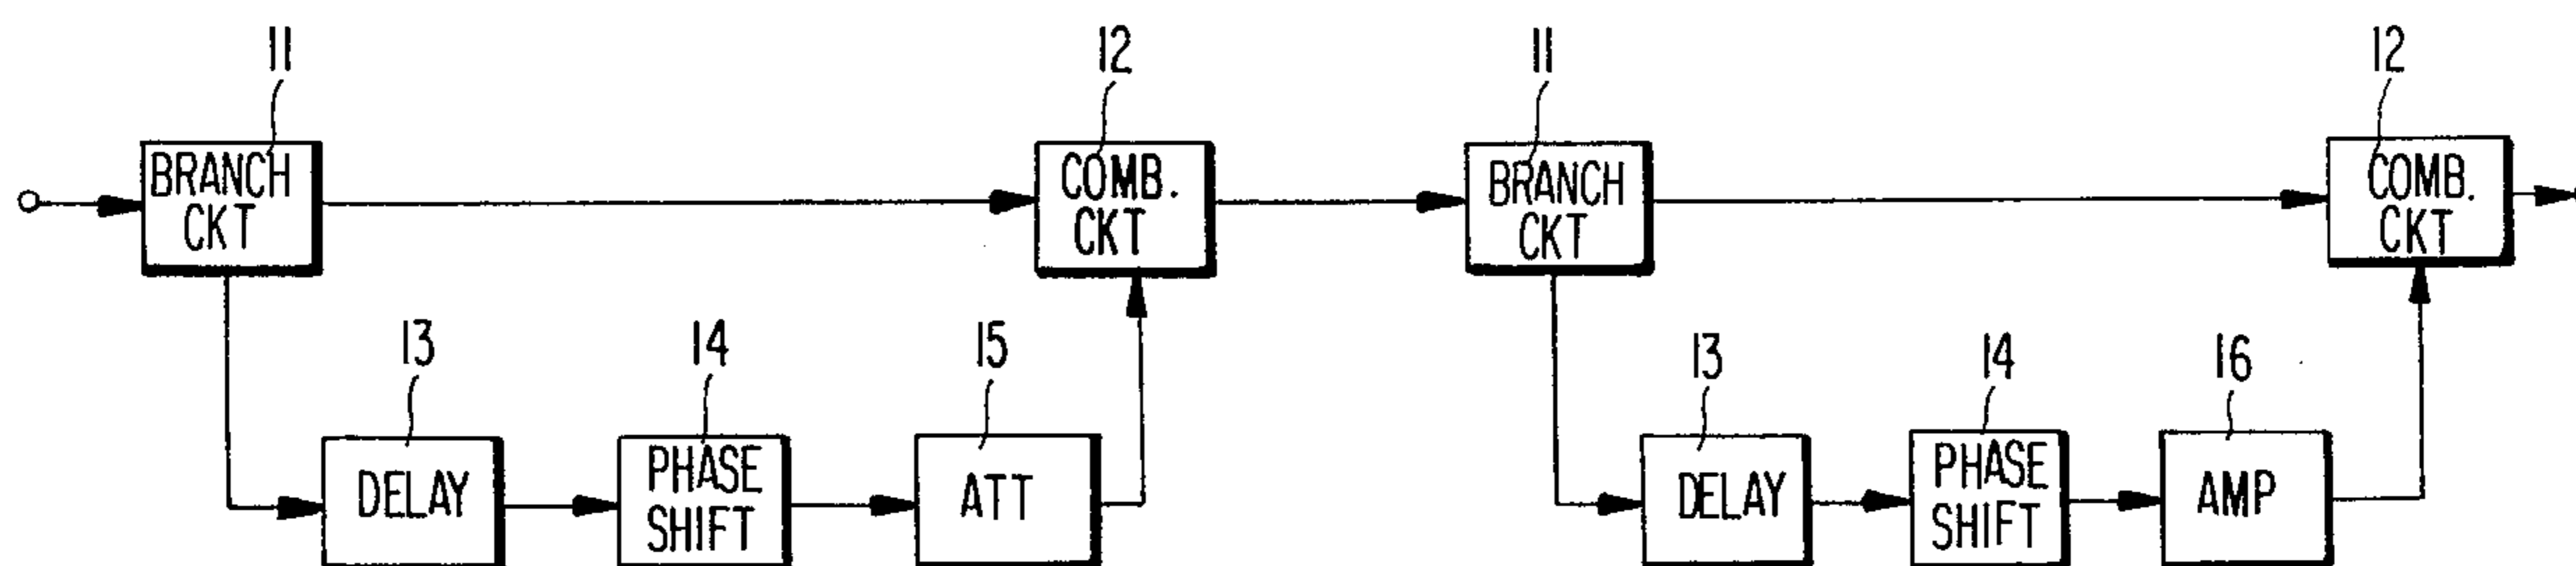 11
12
11
12
BRANCH
CKT
COMB.
CKT
BRANCH
CKT
COMB.
CKT
13
14
15
13
14
16
DELAY
PHASE
SHIFT
ATT
DELAY
PHASE
SHIFT
AMP